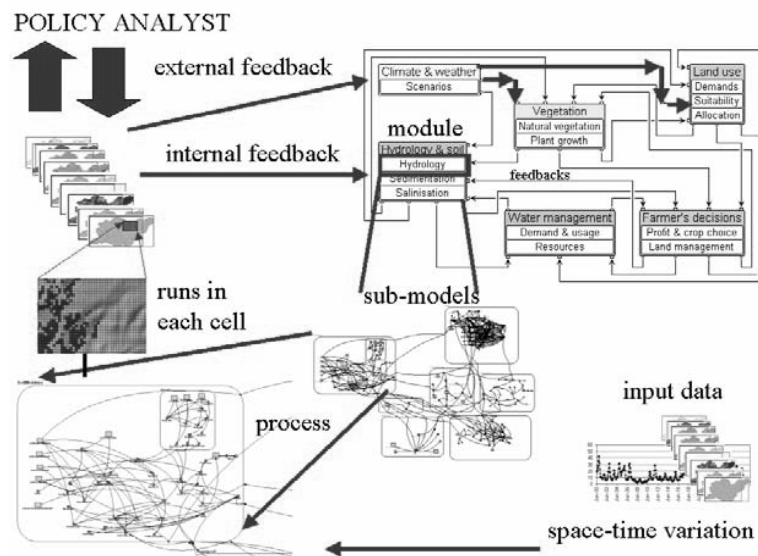 POLICY ANALYST
external feedback
internal feedback
Climate & weather
Scenarios
Land use
Demands
Suitability
Allocation
Vegetation
Natural vegetation
Plant growth
module
Hydrology & soil
Hydrology
Sedimentation
Salinisation
feedbacks
Water management
Demand & usage
Resources
Farmer's decisions
Profit & crop choice
Land management
runs in
each cell
sub-models
process
input data
space-time variation